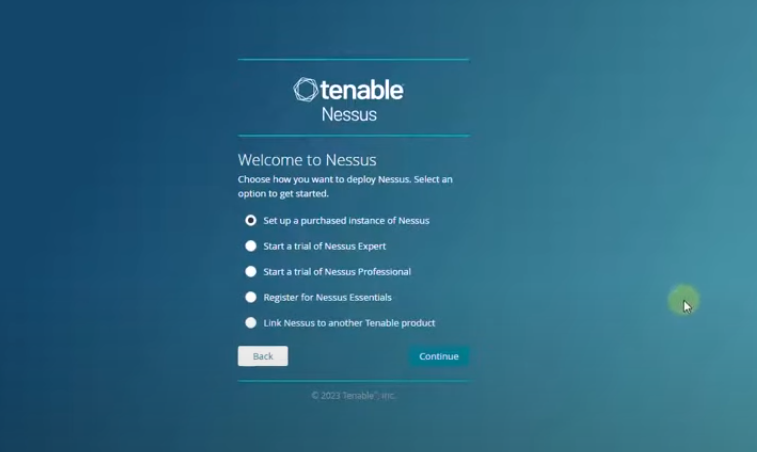 tenable
Nessus
Welcome to Nessus
Choose how you want to deploy Nessus. Select an
option to get started.
Set up a purchased instance of Nessus
Start a trial of Nessus Expert
Start a trial of Nessus Professional
Register for Nessus Essentials
Link Nessus to another Tenable product
Back
Continue
© 2023 Tenable™, Inc.